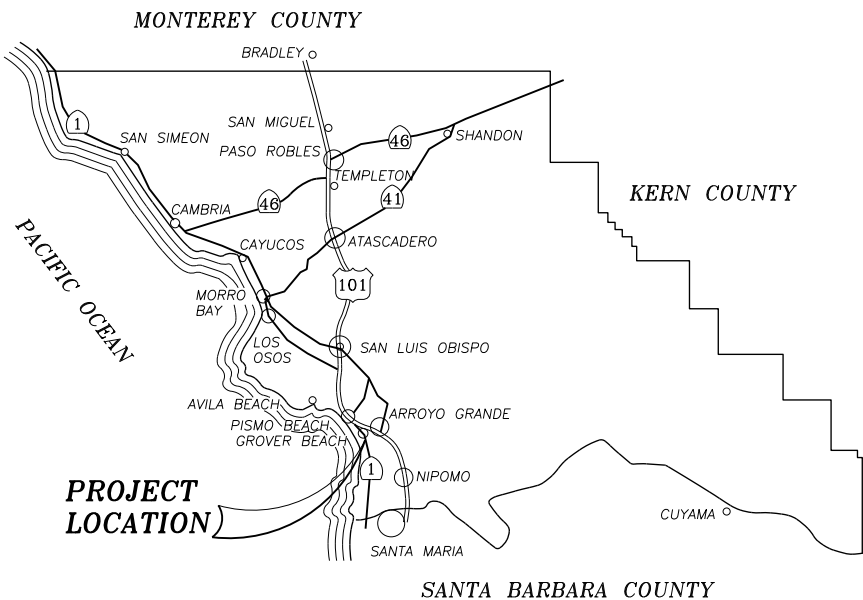 MONTEREY COUNTY
BRADLEY
1
SAN MIGUEL
SAN SIMEON
46
SHANDON
PASO ROBLES
TEMPLETON
KERN COUNTY
46
41
CAMBRIA
PACIFIC OCEAN
CAYUCOS
ATASCADERO
101
MORRO
BAY
LOS
OSOS
SAN LUIS OBISPO
AVILA BEACH
ARROYO GRANDE
PISMO BEACH
GROVER BEACH
1
NIPOMO
PROJECT
LOCATION
CUYAMA
SANTA MARIA
SANTA BARBARA COUNTY